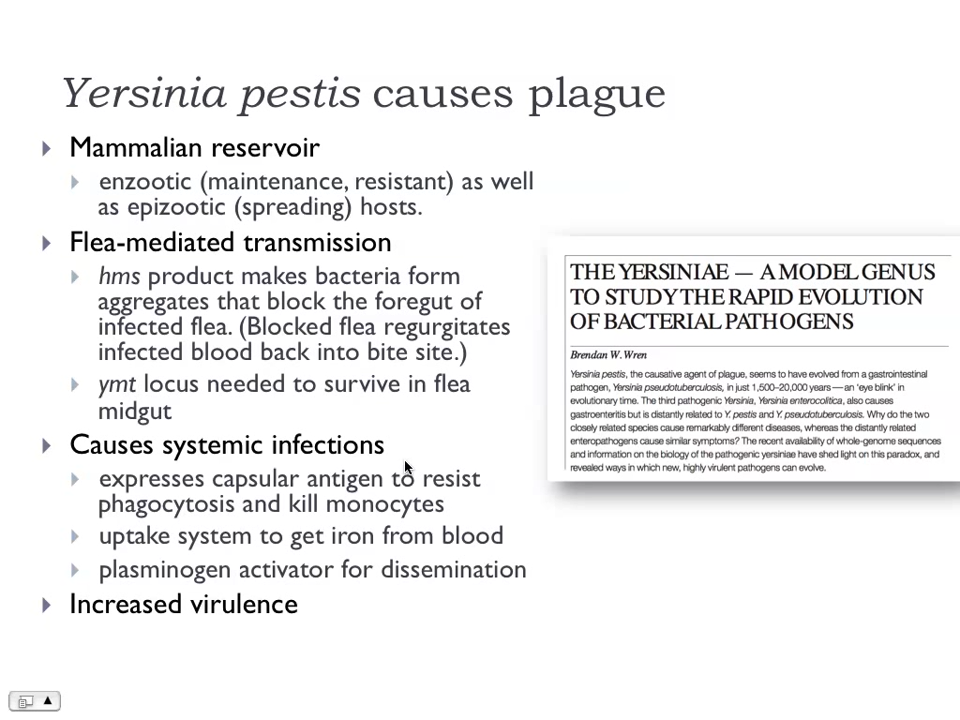 Yersinia pestis causes plague
Mammalian reservoir
enzootic (maintenance, resistant) as well
as epizootic (spreading) hosts.
Flea-mediated transmission
hms product makes bacteria form
aggregates that block the foregut of
infected flea. (Blocked flea regurgitates
infected blood back into bite site.)
ymt locus needed to survive in flea
midgut
Causes systemic infections
expresses capsular antigen to resist
phagocytosis and kill monocytes
uptake system to get iron from blood
plasminogen activator for dissemination
Increased virulence
THE YERSINIAE — A MODEL GENUS
TO STUDY THE RAPID EVOLUTION
OF BACTERIAL PATHOGENS
Brendan W. Wren
Yersinia pestis, the causative agent of plague, seems to have evolved from a gastrointestinal
pathogen, Yersinia pseudotuberculosis, in just 1,500–20,000 years — an 'eye blink' in
evolutionary time. The third pathogenic Yersinia, Yersinia enterocolitica, also causes
gastroenteritis but is distantly related to Y. pestis and Y. pseudotuberculosis. Why do the two
closely related species cause remarkably different diseases, whereas the distantly related
enteropathogens cause similar symptoms? The recent availability of whole-genome sequences
and information on the biology of the pathogenic yersiniae have shed light on this paradox, and
revealed ways in which new, highly virulent pathogens can evolve.